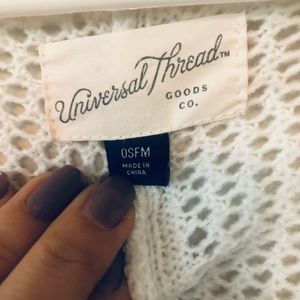 Universal Thread™
GOODS
CO.
OSFM
MADE IN
CHINA